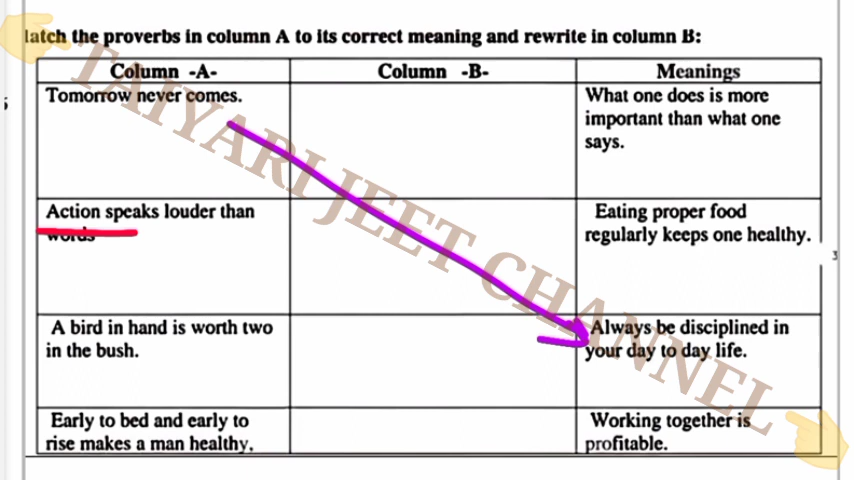 latch the proverbs in column A to its correct meaning and rewrite in column B:
Column -A-
Column -B-
Meanings
Tomorrow never comes.
What one does is more
important than what one
says.
Action speaks louder than
words
Eating proper food
regularly keeps one healthy.
A bird in hand is worth two
in the bush.
Always be disciplined in
your day to day life.
Early to bed and early to
rise makes a man healthy,
Working together is
profitable.
TAIYARI JEET CHANNEL
3